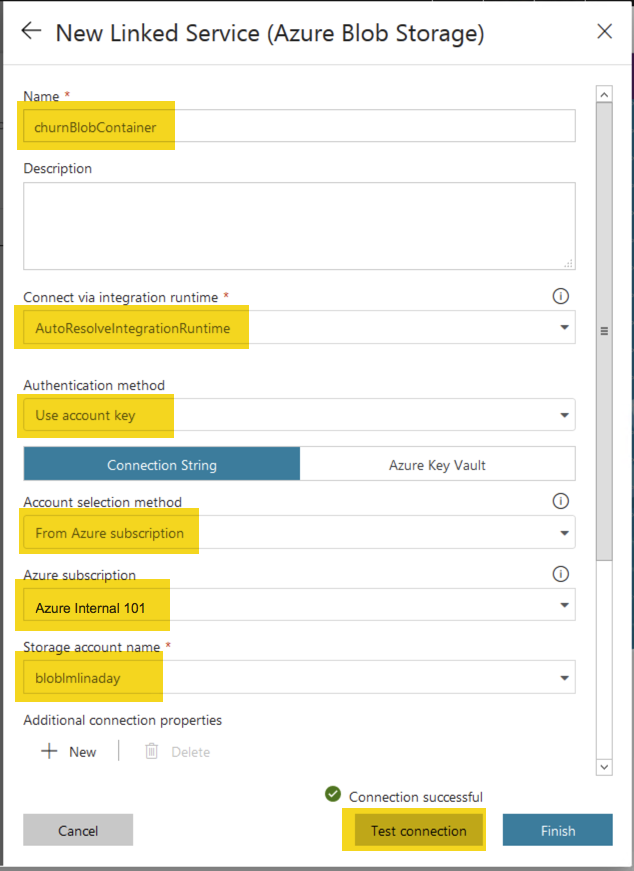 New Linked Service (Azure Blob Storage)
Name *
churnBlobContainer
Description
Connect via integration runtime *
AutoResolveIntegrationRuntime
Authentication method
Use account key
Connection String
Azure Key Vault
Account selection method
From Azure subscription
Azure subscription
Azure Internal 101
Storage account name *
bloblmlinaday
Additional connection properties
New
Delete
Connection successful
Cancel
Test connection
Finish